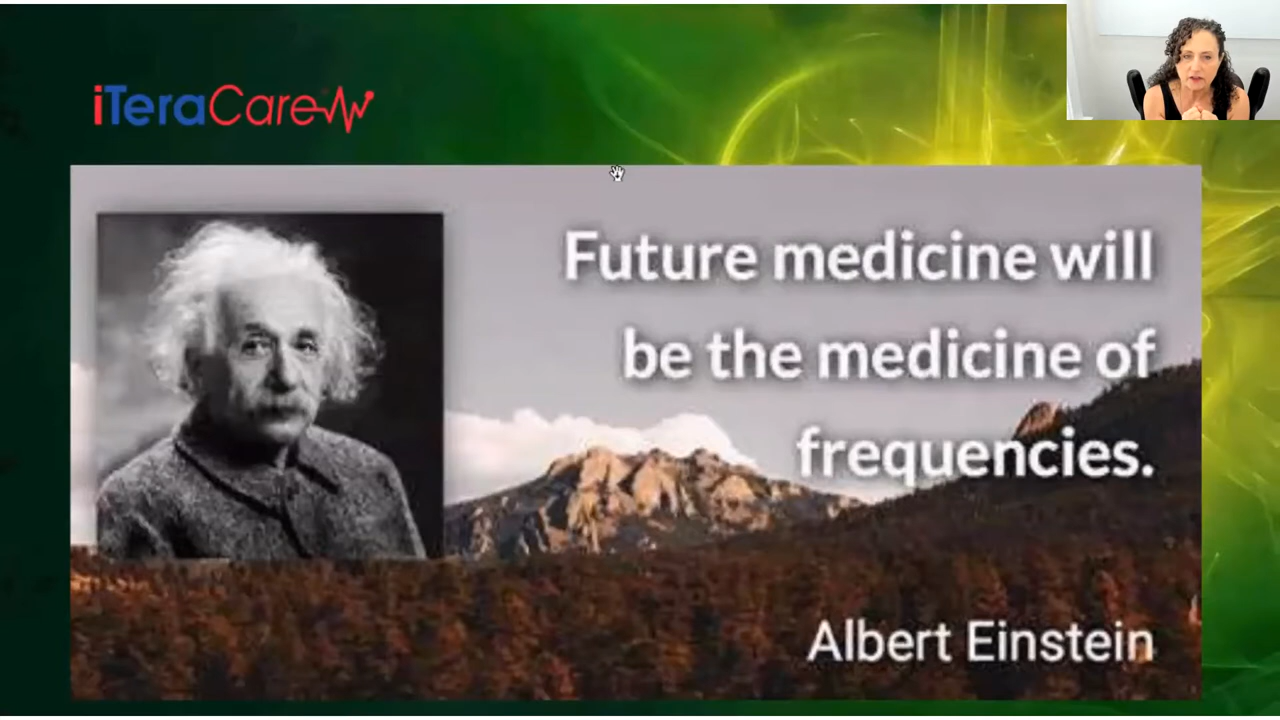 iTeraCare
Future medicine will
be the medicine of
frequencies.
Albert Einstein